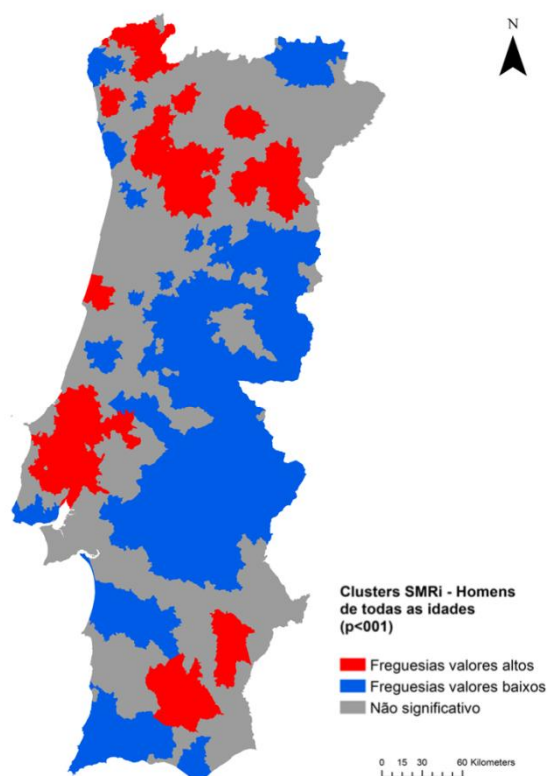 N
Clusters SMRi - Homens
de todas as idades
(p<001)
Freguesias valores altos
Freguesias valores baixos
Não significativo
0 15 30 60 Kilometers